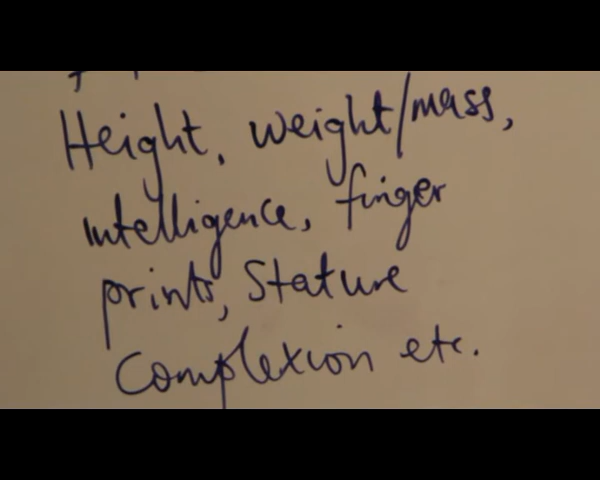 Height, weight/mass,
intelligence, finger
prints, Stature
Complexion etc.